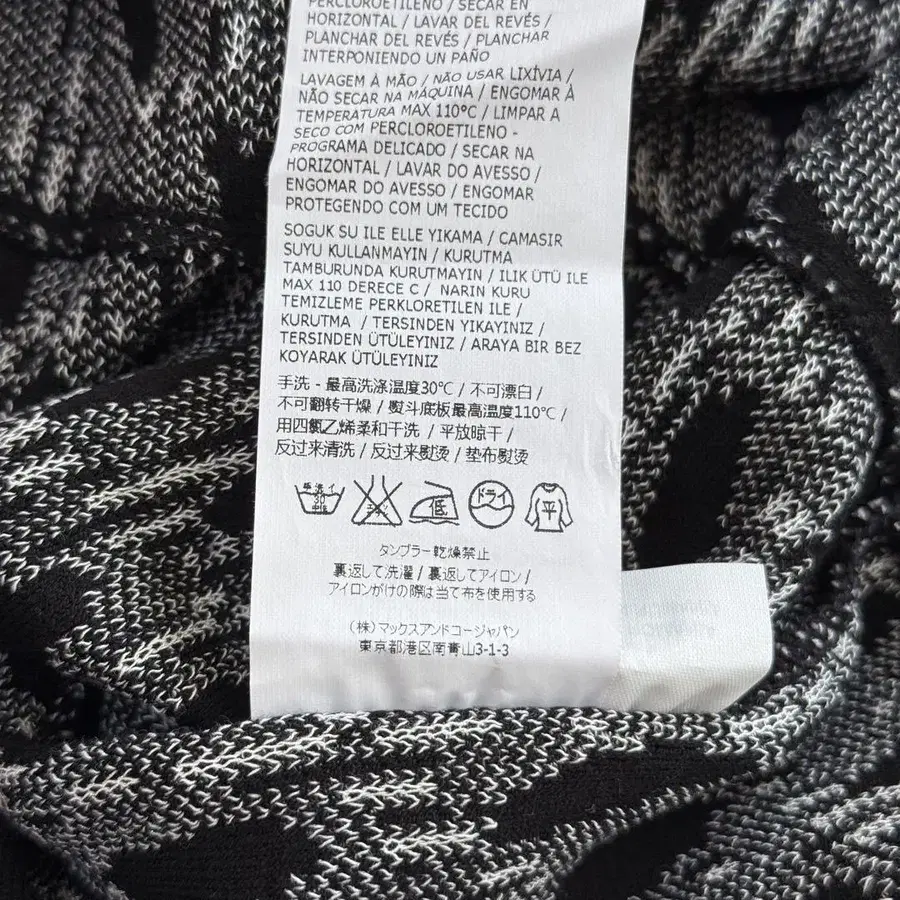 PERCLOROETILENO / SECAR EN
HORIZONTAL / LAVAR DEL REVÉS /
PLANCHAR DEL REVÉS / PLANCHAR
INTERPONIENDO UN PAÑO
LAVAGEM À MÃO / NÃO USAR LIXÍVIA /
NÃO SECAR NA MÁQUINA / ENGOMAR À
TEMPERATURA MAX 110°C / LIMPAR A
SECO COM PERCLOROETILENO -
PROGRAMA DELICADO / SECAR NA
HORIZONTAL / LAVAR DO AVESSO /
ENGOMAR DO AVESSO / ENGOMAR
PROTEGENDO COM UM TECIDO
SOGUK SU ILE ELLE YIKAMA / CAMASIR
SUYU KULLANMAYIN / KURUTMA
TAMBURUNDA KURUTMAYIN / ILIK ÜTÜ ILE
MAX 110 DERECE C / NARIN KURU
TEMIZLEME PERKLORETILEN ILE /
KURUTMA / TERSINDEN YIKAYINIZ /
TERSINDEN ÜTÜLEYINIZ / ARAYA BIR BEZ
KOYARAK ÜTÜLEYINIZ
手洗 - 最高洗涤温度30℃ / 不可漂白 /
不可翻转干燥 / 熨斗底板最高温度110℃ /
用四氯乙烯柔和干洗 / 平放晾干 /
反过来清洗 / 反过来熨烫 / 垫布熨烫
手洗イ 30 中性 低 ドライ 平
タンブラー乾燥禁止
裏返して洗濯 / 裏返してアイロン /
アイロンがけの際は当て布を使用する
(株)マックスアンドコージャパン
東京都港区南青山3-1-3